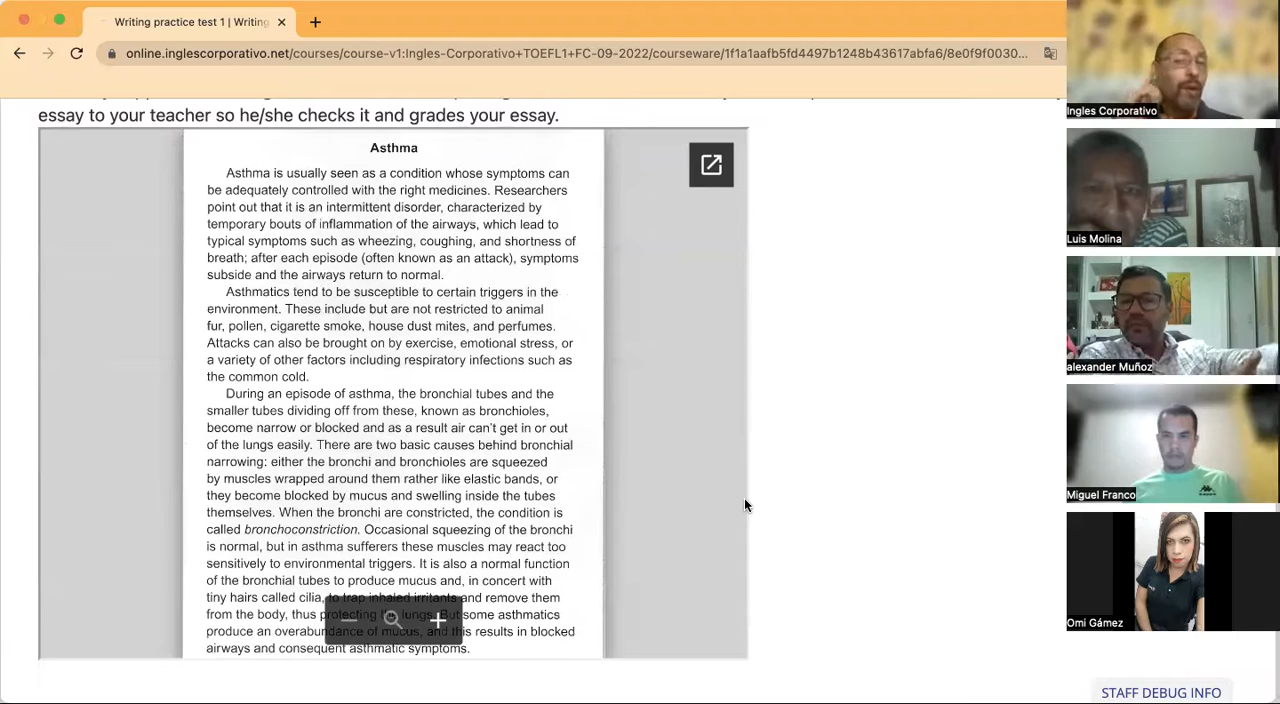 Writing practice test 1 | Writing
online.inglescorporativo.net/courses/course-v1:Ingles-Corporativo+TOEFL1+FC-09-2022/courseware/1f1a1aafb5fd4497b1248b43617abfa6/8e0f9f0030...
essay to your teacher so he/she checks it and grades your essay.
Asthma
Asthma is usually seen as a condition whose symptoms can
be adequately controlled with the right medicines. Researchers
point out that it is an intermittent disorder, characterized by
temporary bouts of inflammation of the airways, which lead to
typical symptoms such as wheezing, coughing, and shortness of
breath; after each episode (often known as an attack), symptoms
subside and the airways return to normal.
Asthmatics tend to be susceptible to certain triggers in the
environment. These include but are not restricted to animal
fur, pollen, cigarette smoke, house dust mites, and perfumes.
Attacks can also be brought on by exercise, emotional stress, or
a variety of other factors including respiratory infections such as
the common cold.
During an episode of asthma, the bronchial tubes and the
smaller tubes dividing off from these, known as bronchioles,
become narrow or blocked and as a result air can't get in or out
of the lungs easily. There are two basic causes behind bronchial
narrowing: either the bronchi and bronchioles are squeezed
by muscles wrapped around them rather like elastic bands, or
they become blocked by mucus and swelling inside the tubes
themselves. When the bronchi are constricted, the condition is
called bronchoconstriction. Occasional squeezing of the bronchi
is normal, but in asthma sufferers these muscles may react too
sensitively to environmental triggers. It is also a normal function
of the bronchial tubes to produce mucus and, in concert with
tiny hairs called cilia, to trap inhaled irritants and remove them
from the body, thus protecting the lungs. But some asthmatics
produce an overabundance of mucus, and this results in blocked
airways and consequent asthmatic symptoms.
STAFF DEBUG INFO
Ingles Corporativo
Luis Molina
alexander Muñoz
Miguel Franco
Omi Gámez